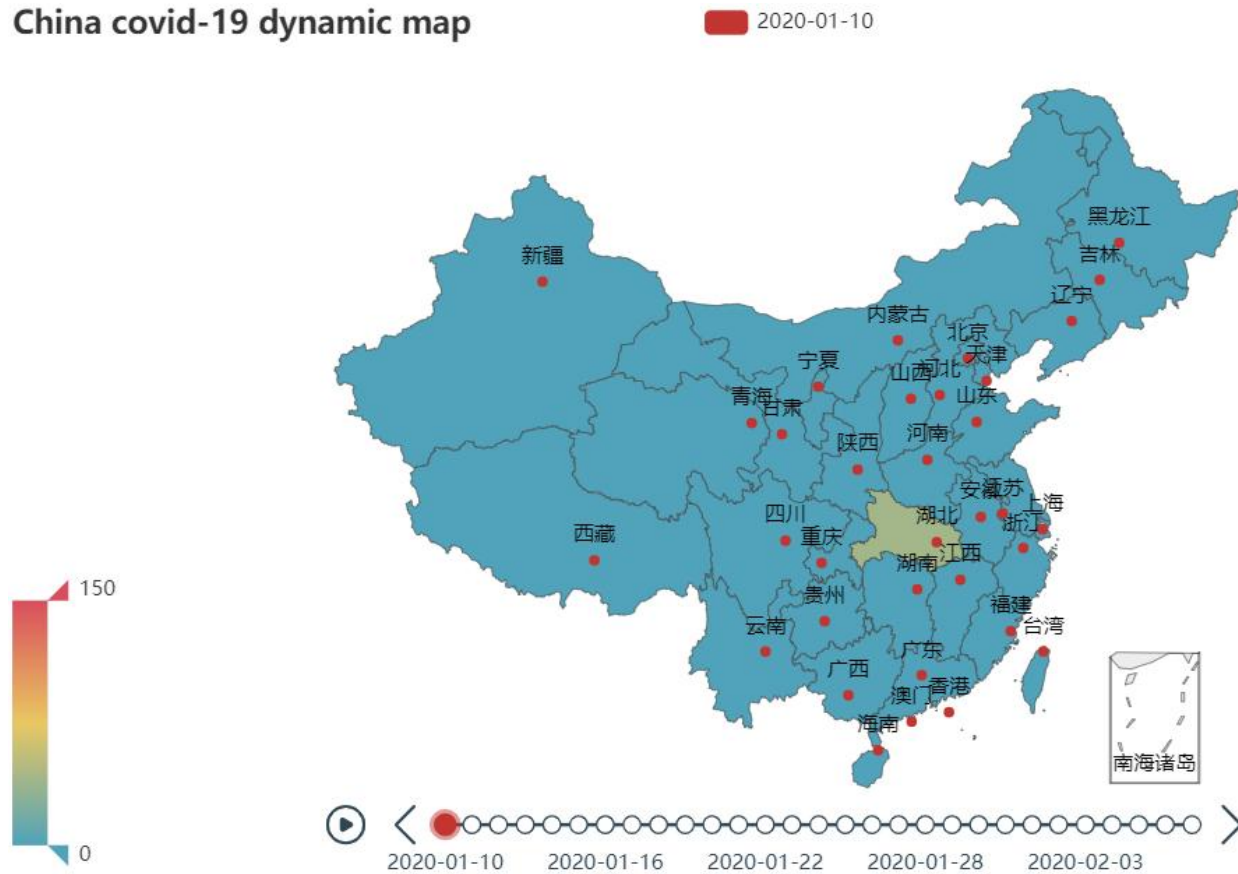 China covid-19 dynamic map
2020-01-10
黑龙江
吉林
新疆
辽宁
内蒙古
北京
天津
宁夏
山西
河北
青海
甘肃
山东
河南
陕西
安徽
江苏
上海
四川
湖北
浙江
西藏
重庆
湖南
江西
150
贵州
福建
云南
台湾
广西
广东
澳门
香港
海南
南海诸岛
0
2020-01-10
2020-01-16
2020-01-22
2020-01-28
2020-02-03